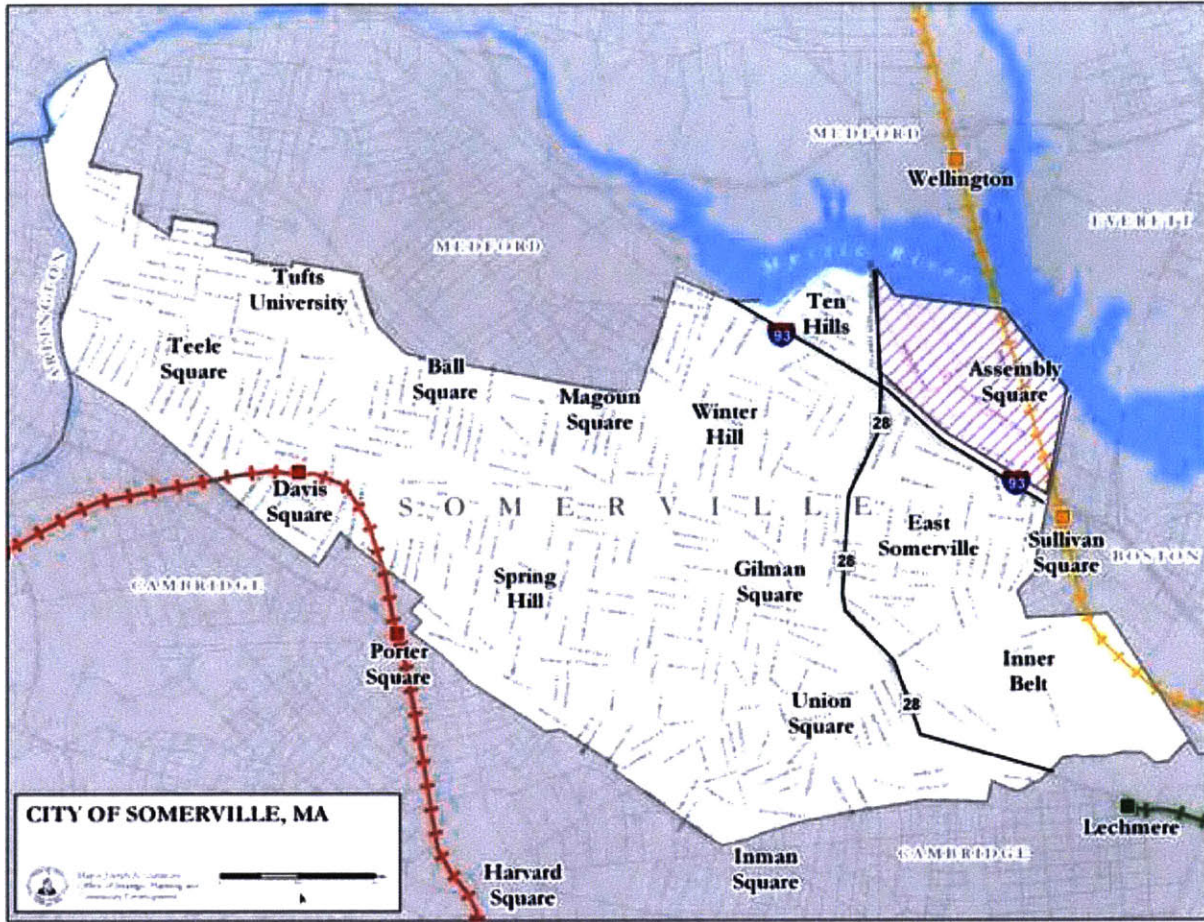 MEDFORD
Wellington
EVERETT
Mystic River
MEDFORD
Tufts
University
Ten
Hills
93
ARLINGTON
Teele
Square
Ball
Square
Magoun
Square
Winter
Hill
Assembly
Square
28
93
Davis
Square
SOMERVILLE
East
Somerville
Sullivan
Square
BOSTON
CAMBRIDGE
Spring
Hill
Gilman
Square
28
Porter
Square
Inner
Belt
Union
Square
28
CITY OF SOMERVILLE, MA
Lechmere
CAMBRIDGE
Inman
Square
Harvard
Square